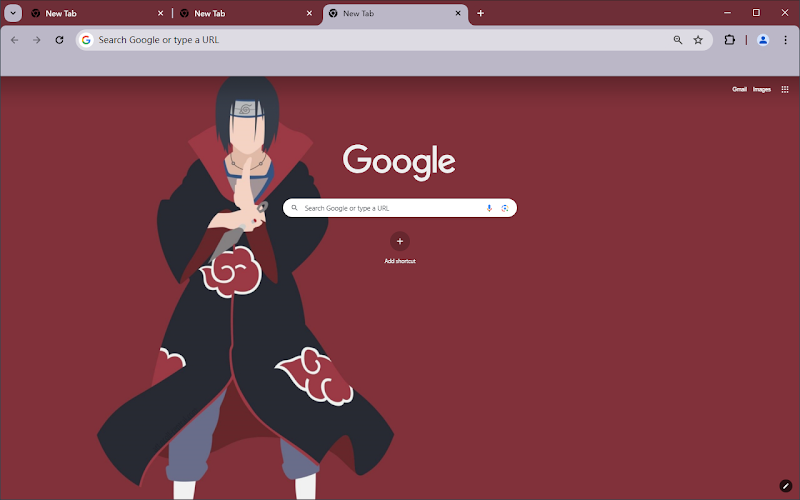 New Tab
New Tab
New Tab
Search Google or type a URL
Gmail Images
Google
Search Google or type a URL
Add shortcut